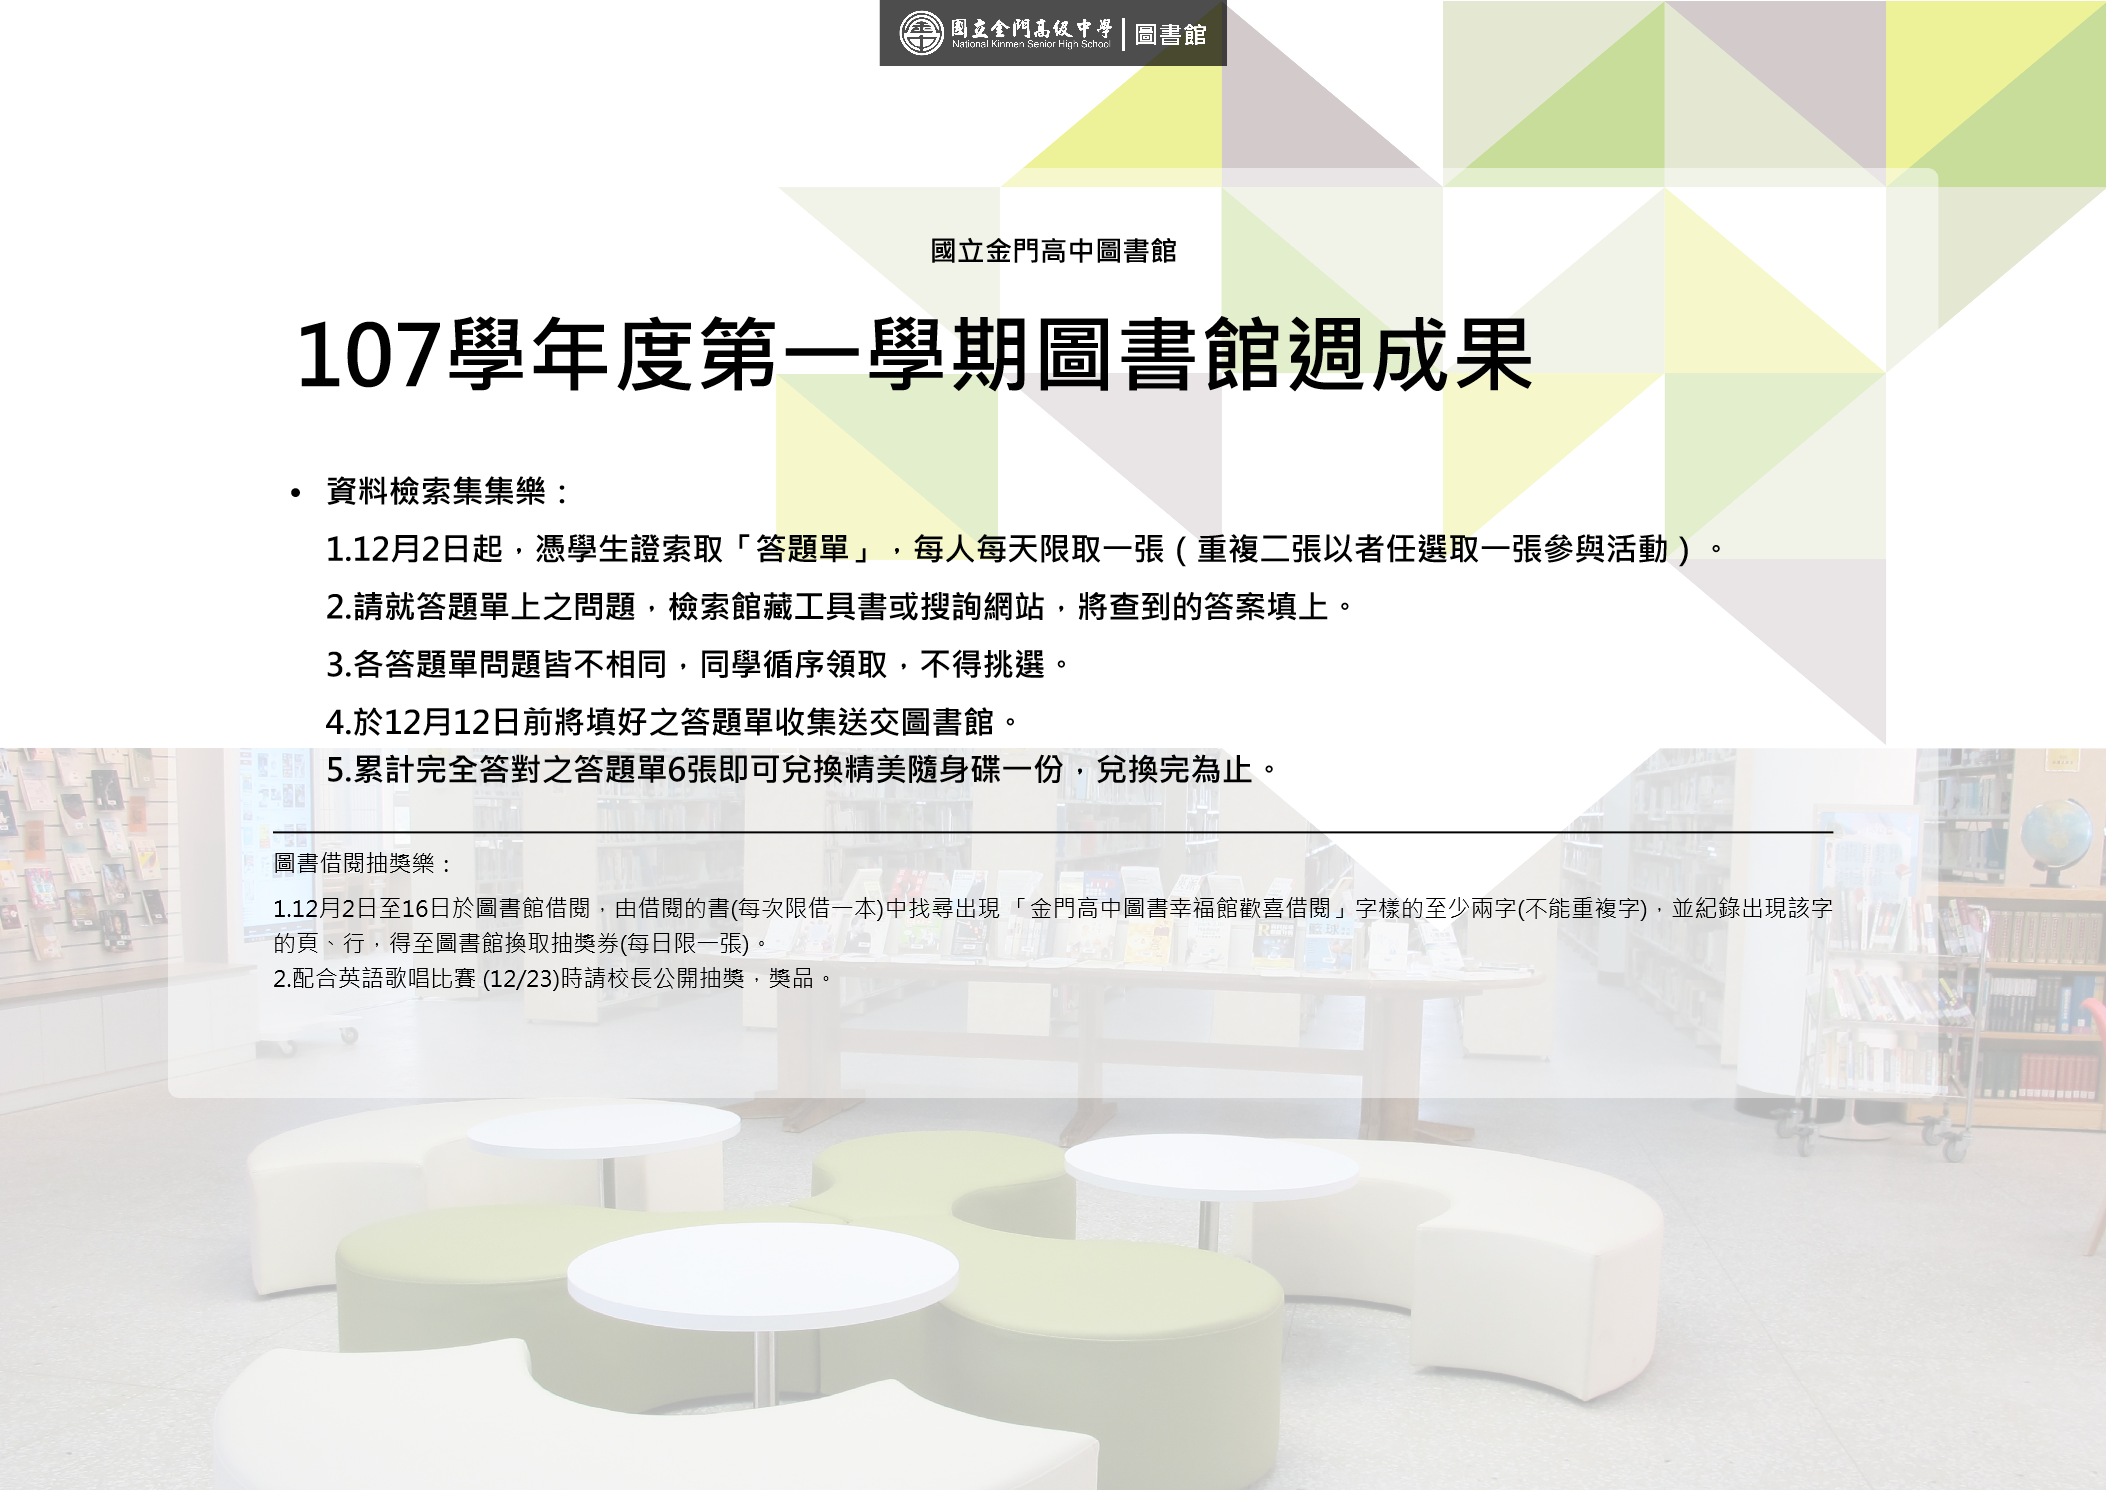 國立金門高級中學 | 圖書館
National Kinmen Senior High School
國立金門高中圖書館
107學年度第一學期圖書館週成果
• 資料檢索集集樂：
1.12月2日起，憑學生證索取「答題單」，每人每天限取一張（重複二張以者任選取一張參與活動）。
2.請就答題單上之問題，檢索館藏工具書或搜詢網站，將查到的答案填上。
3.各答題單問題皆不相同，同學循序領取，不得挑選。
4.於12月12日前將填好之答題單收集送交圖書館。
5.累計完全答對之答題單6張即可兌換精美隨身碟一份，兌換完為止。
圖書借閱抽獎樂：
1.12月2日至16日於圖書館借閱，由借閱的書(每次限借一本)中找尋出現「金門高中圖書幸福館歡喜借閱」字樣的至少兩字(不能重複字)，並紀錄出現該字
的頁、行，得至圖書館換取抽獎券(每日限一張)。
2.配合英語歌唱比賽 (12/23)時請校長公開抽獎，獎品。